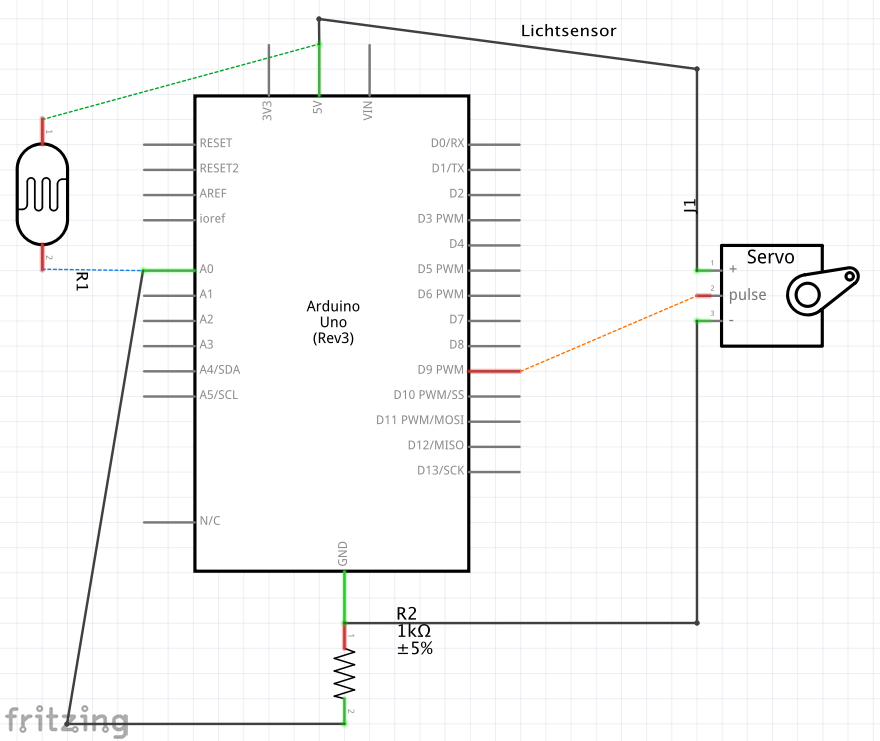 Lichtsensor
3V3
5V
VIN
1
RESET
RESET2
AREF
ioref
A0
A1
A2
A3
A4/SDA
A5/SCL
N/C
2
R1
Arduino
Uno
(Rev3)
D0/RX
D1/TX
D2
D3 PWM
D4
D5 PWM
D6 PWM
D7
D8
D9 PWM
D10 PWM/SS
D11 PWM/MOSI
D12/MISO
D13/SCK
J1
Servo
1 +
2 pulse
3 -
GND
R2
1kΩ
±5%
1
2
fritzing